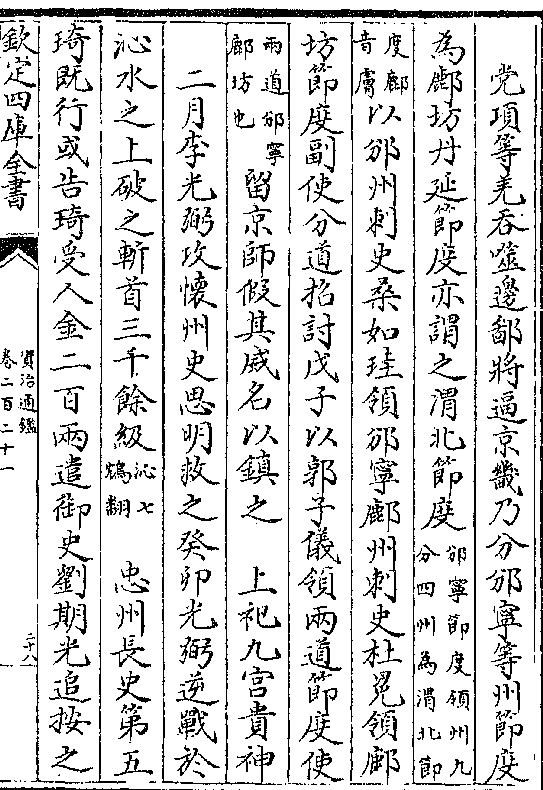 党項等羌吞噬邊鄙將逼京畿乃分邠寧等州節度
為鄜坊丹延節度亦謂之渭北節度邠寧節度領州九分四州為渭北節
度鄜音膚以邠州刺史桑如珪領邠寧鄜州刺史杜冕領鄜
坊節度副使分道招討戊子以郭子儀領兩道節度使
兩道邠寧鄜坊也留京師假其威名以鎮之　上祀九宫貴神
二月李光弼攻懷州史思明救之癸卯光弼逆戰於
沁水之上破之斬首三千餘級沁七鴆翻　忠州長史第五
琦既行或告琦受人金二百兩遣御史劉期光追按之
欽定四庫全書
資治通鑑
卷二百二十一
二十八